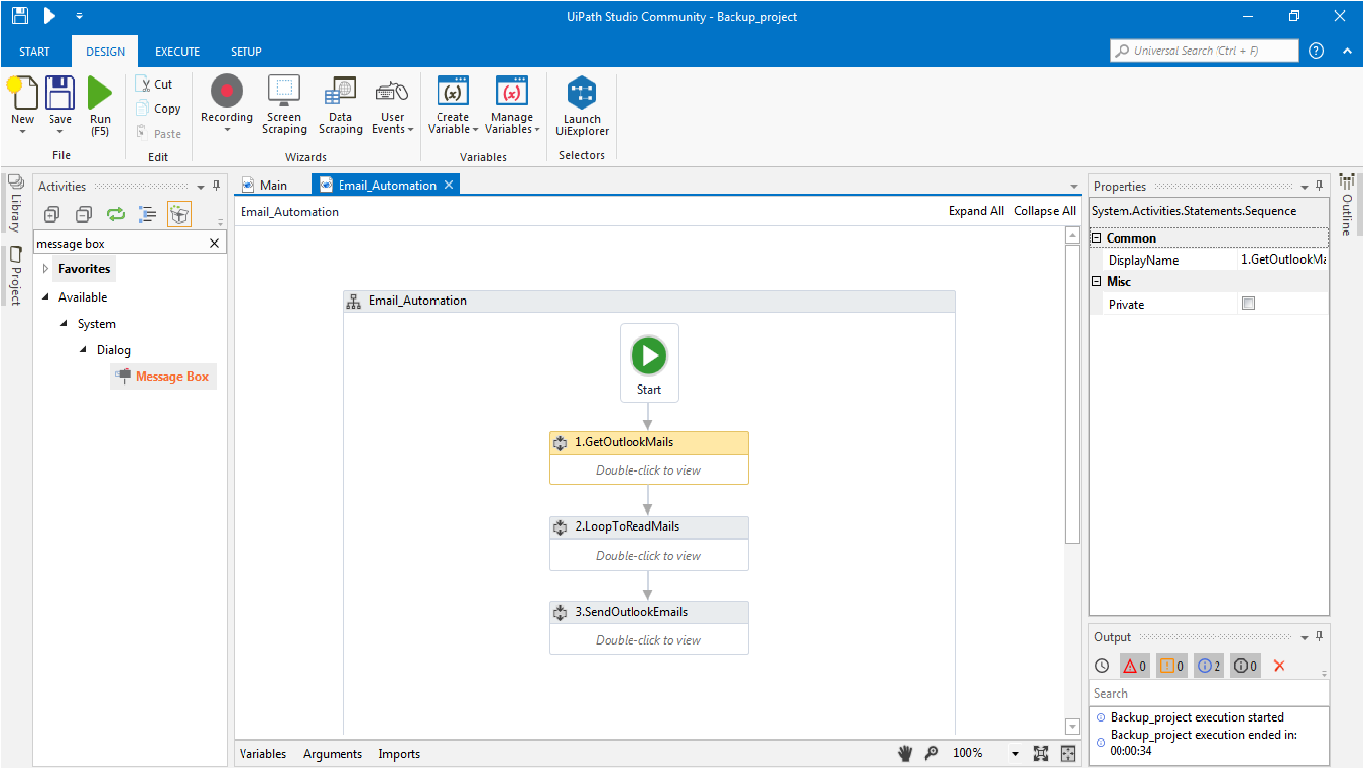 UiPath Studio Community - Backup_project
START DESIGN EXECUTE SETUP
Universal Search (Ctrl + F)
New
Save
Run
(F5)
File
Cut
Copy
Paste
Edit
Recording
Screen
Scraping
Data
Scraping
User
Events
Wizards
Create
Variable
Manage
Variables
Variables
Launch
UiExplorer
Selectors
Library
Project
Activities
message box
Favorites
Available
System
Dialog
Message Box
Main
Email_Automation
Email_Automation
Expand All Collapse All
Email_Automation
Start
1.GetOutlookMails
Double-click to view
2.LoopToReadMails
Double-click to view
3.SendOutlookEmails
Double-click to view
Variables Arguments Imports
100%
Properties
System.Activities.Statements.Sequence
Common
DisplayName 1.GetOutlookMa
Misc
Private
Outline
Output
0 0 2 0
Search
Backup_project execution started
Backup_project execution ended in:
00:00:34